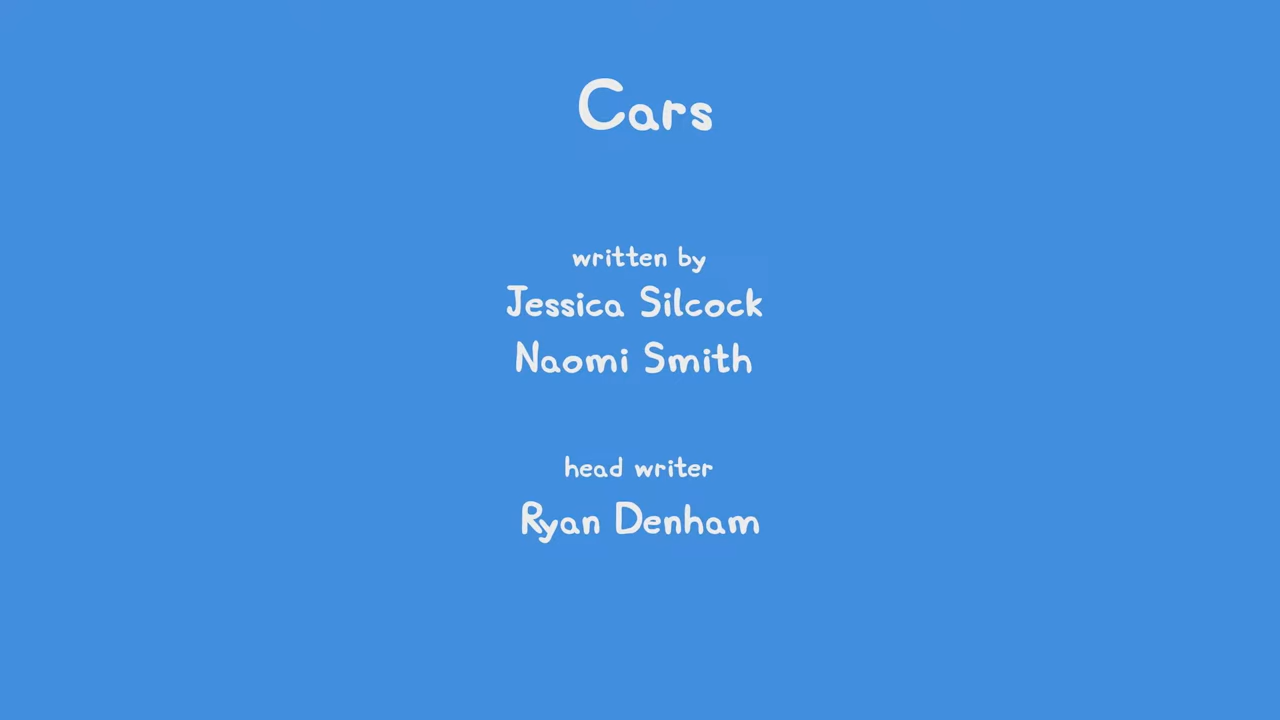 Cars
written by
Jessica Silcock
Naomi Smith
head writer
Ryan Denham